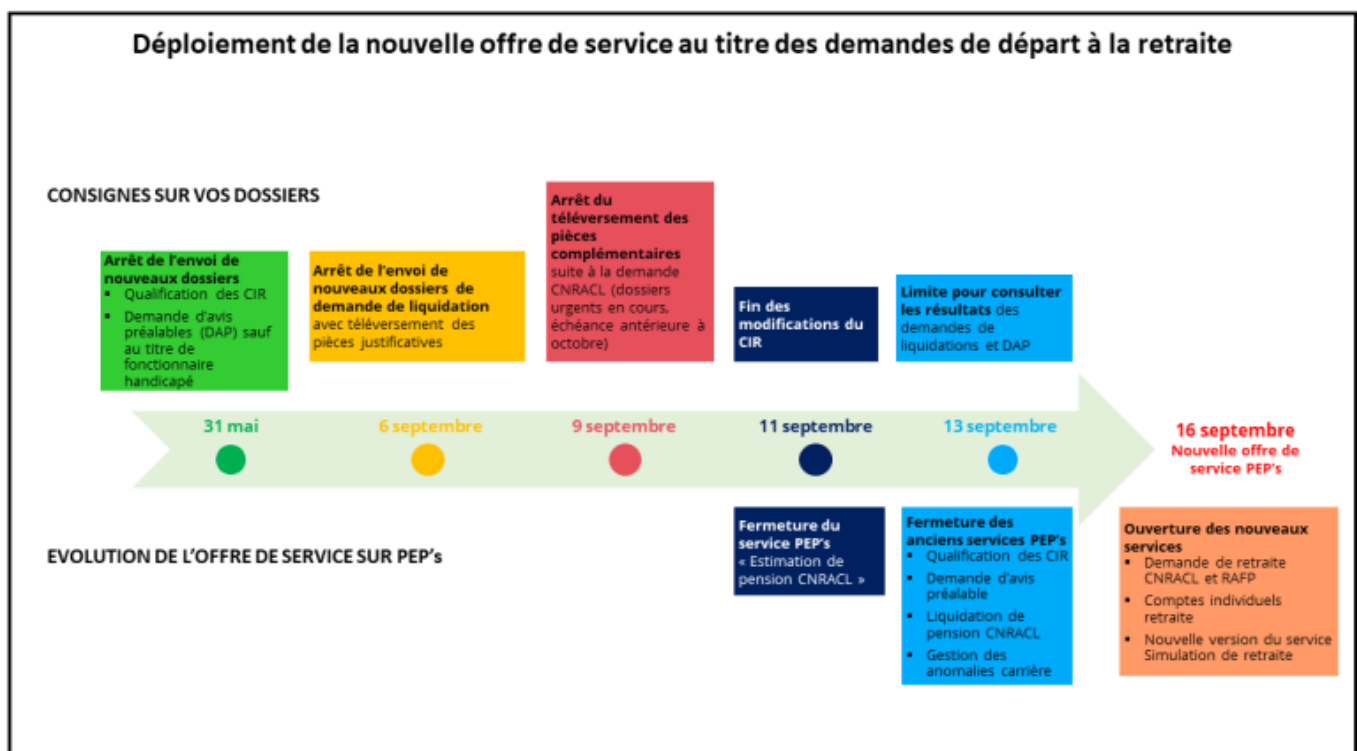 Déploiement de la nouvelle offre de service au titre des demandes de départ à la retraite
CONSIGNES SUR VOS DOSSIERS
Arrêt de l'envoi de
nouveaux dossiers
▪ Qualification des CIR
▪ Demande d'avis
préalables (DAP) sauf
au titre de
fonctionnaire
handicapé
Arrêt de l'envoi de
nouveaux dossiers de
demande de liquidation
avec téléversement des
pièces justificatives
Arrêt du
téléversement des
pièces
complémentaires
suite à la demande
CNRACL (dossiers
urgents en cours,
échéance antérieure à
octobre)
Fin des
modifications du
CIR
Limite pour consulter
les résultats des
demandes de
liquidations et DAP
31 mai
6 septembre
9 septembre
11 septembre
13 septembre
16 septembre
Nouvelle offre de
service PEP's
EVOLUTION DE L'OFFRE DE SERVICE SUR PEP's
Fermeture du
service PEP's
« Estimation de
pension CNRACL »
Fermeture des
anciens services PEP's
▪ Qualification des CIR
▪ Demande d'avis
préalable
▪ Liquidation de
pension CNRACL
▪ Gestion des
anomalies carrière
Ouverture des nouveaux
services
▪ Demande de retraite
CNRACL et RAFP
▪ Comptes individuels
retraite
▪ Nouvelle version du service
Simulation de retraite